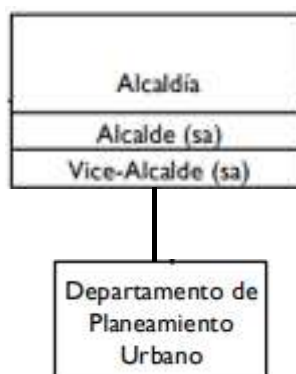 Alcaldía
Alcalde (sa)
Vice-Alcalde (sa)
Departamento de
Planeamiento
Urbano